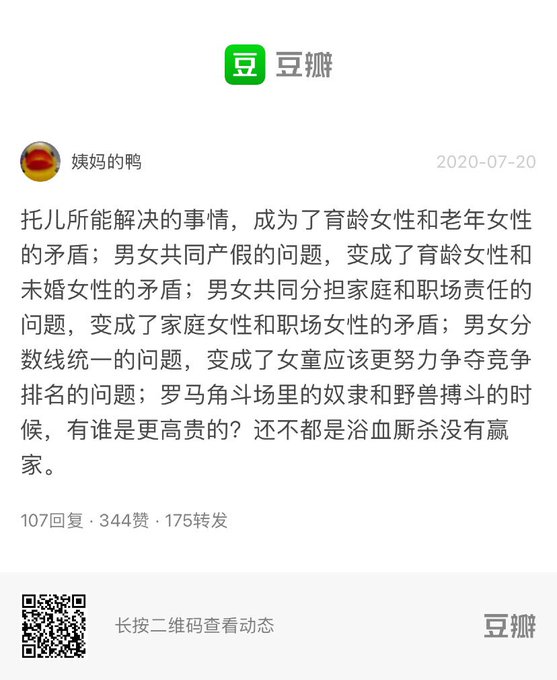 豆 豆瓣
姨妈的鸭 2020-07-20
托儿所能解决的事情，成为了育龄女性和老年女性
的矛盾；男女共同产假的问题，变成了育龄女性和
未婚女性的矛盾；男女共同分担家庭和职场责任的
问题，变成了家庭女性和职场女性的矛盾；男女分
数线统一的问题，变成了女童应该更努力争夺竞争
排名的问题；罗马角斗场里的奴隶和野兽搏斗的时
候，有谁是更高贵的？还不都是浴血厮杀没有赢
家。
107回复 · 344赞 · 175转发
长按二维码查看动态 豆瓣